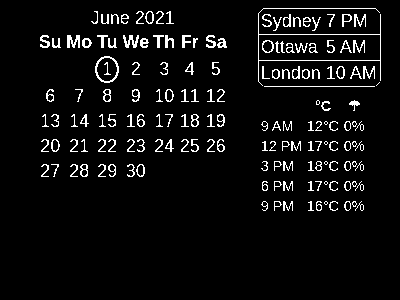 June 2021
Su Mo Tu We Th Fr Sa
1 2 3 4 5
6 7 8 9 10 11 12
13 14 15 16 17 18 19
20 21 22 23 24 25 26
27 28 29 30
Sydney 7 PM
Ottawa 5 AM
London 10 AM
°C
9 AM 12°C 0%
12 PM 17°C 0%
3 PM 18°C 0%
6 PM 17°C 0%
9 PM 16°C 0%